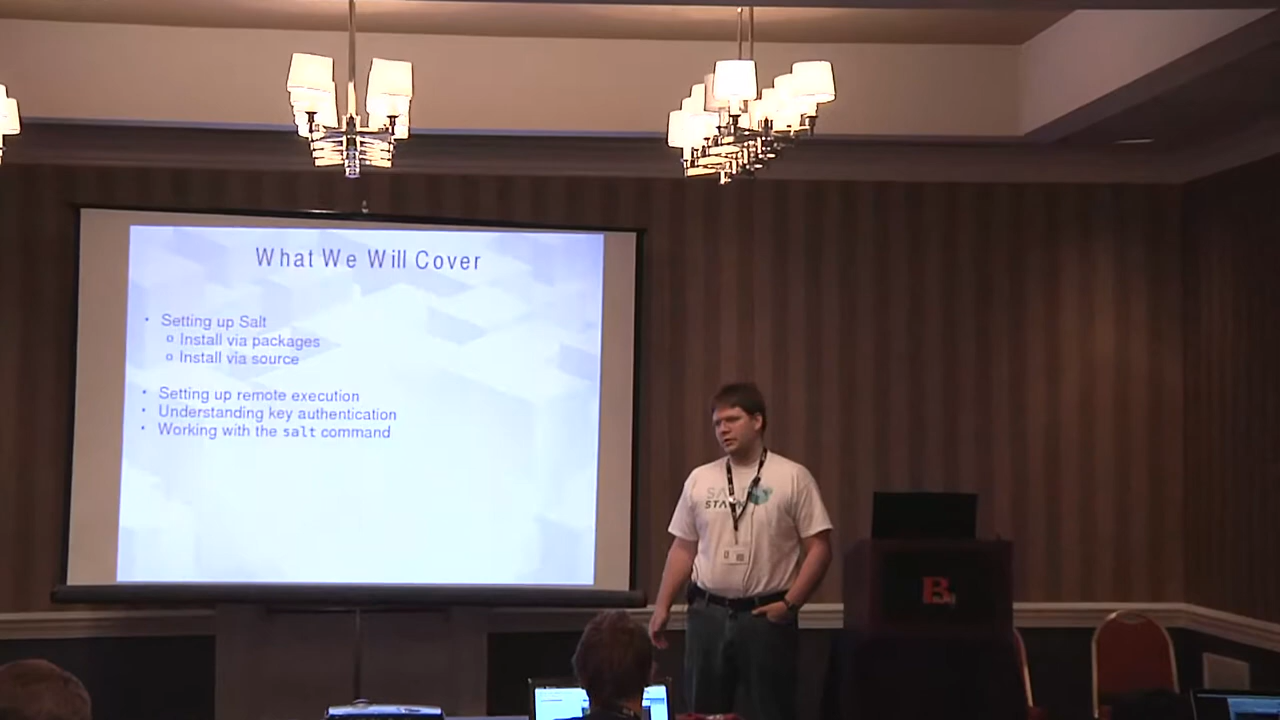 What We Will Cover
• Setting up Salt
o Install via packages
o Install via source
• Setting up remote execution
• Understanding key authentication
• Working with the salt command
B